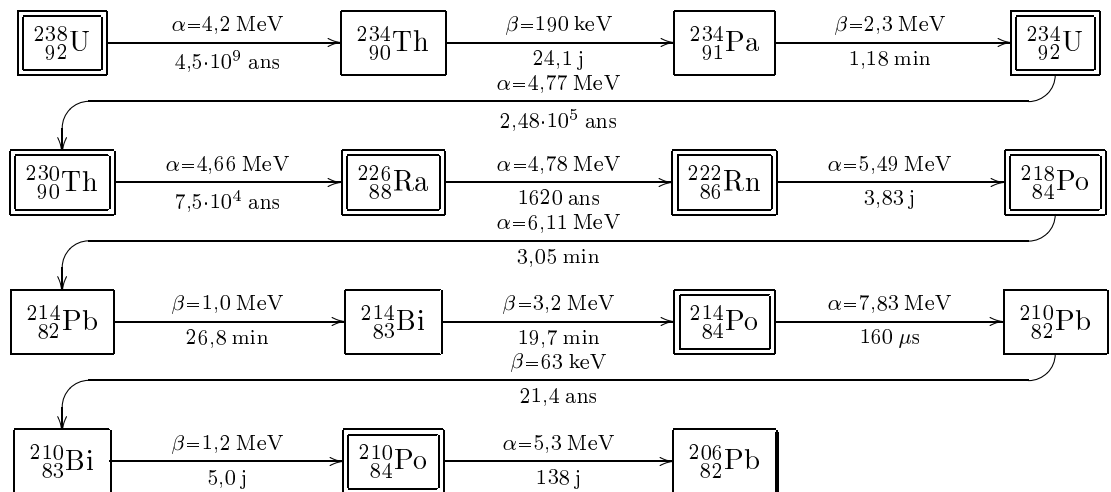 α=4,2 MeV β=190 keV β=2,3 MeV
²³⁸₉₂U ²³⁴₉₀Th ²³⁴₉₁Pa ²³⁴₉₂U
4,5·10⁹ ans 24,1 j 1,18 min
α=4,77 MeV
2,48·10⁵ ans
α=4,66 MeV α=4,78 MeV α=5,49 MeV
²³⁰₉₀Th ²²⁶₈₈Ra ²²²₈₆Rn ²¹⁸₈₄Po
7,5·10⁴ ans 1620 ans 3,83 j
α=6,11 MeV
3,05 min
β=1,0 MeV β=3,2 MeV α=7,83 MeV
²¹⁴₈₂Pb ²¹⁴₈₃Bi ²¹⁴₈₄Po ²¹⁰₈₂Pb
26,8 min 19,7 min 160 μs
β=63 keV
21,4 ans
β=1,2 MeV α=5,3 MeV
²¹⁰₈₃Bi ²¹⁰₈₄Po ²⁰⁶₈₂Pb
5,0 j 138 j